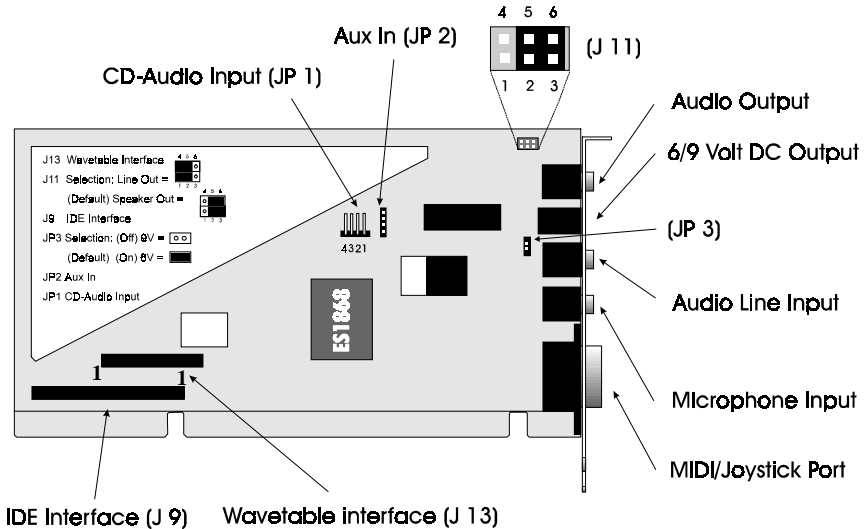 4 5 6
Aux In (JP 2)
(J 11)
CD-Audio Input (JP 1)
1 2 3
Audio Output
6/9 Volt DC Output
J13 Wavetable Interface
4 5 6
J11 Selection: Line Out =
1 2 3
4 5 6
(Default) Speaker Out =
1 2 3
J9 IDE Interface
JP3 Selection: (Off) 9V =
(Default) (On) 6V =
JP2 Aux In
JP1 CD-Audio Input
4321
(JP 3)
ES1868
Audio Line Input
1
1
Microphone Input
MIDI/Joystick Port
IDE Interface (J 9)
Wavetable interface (J 13)